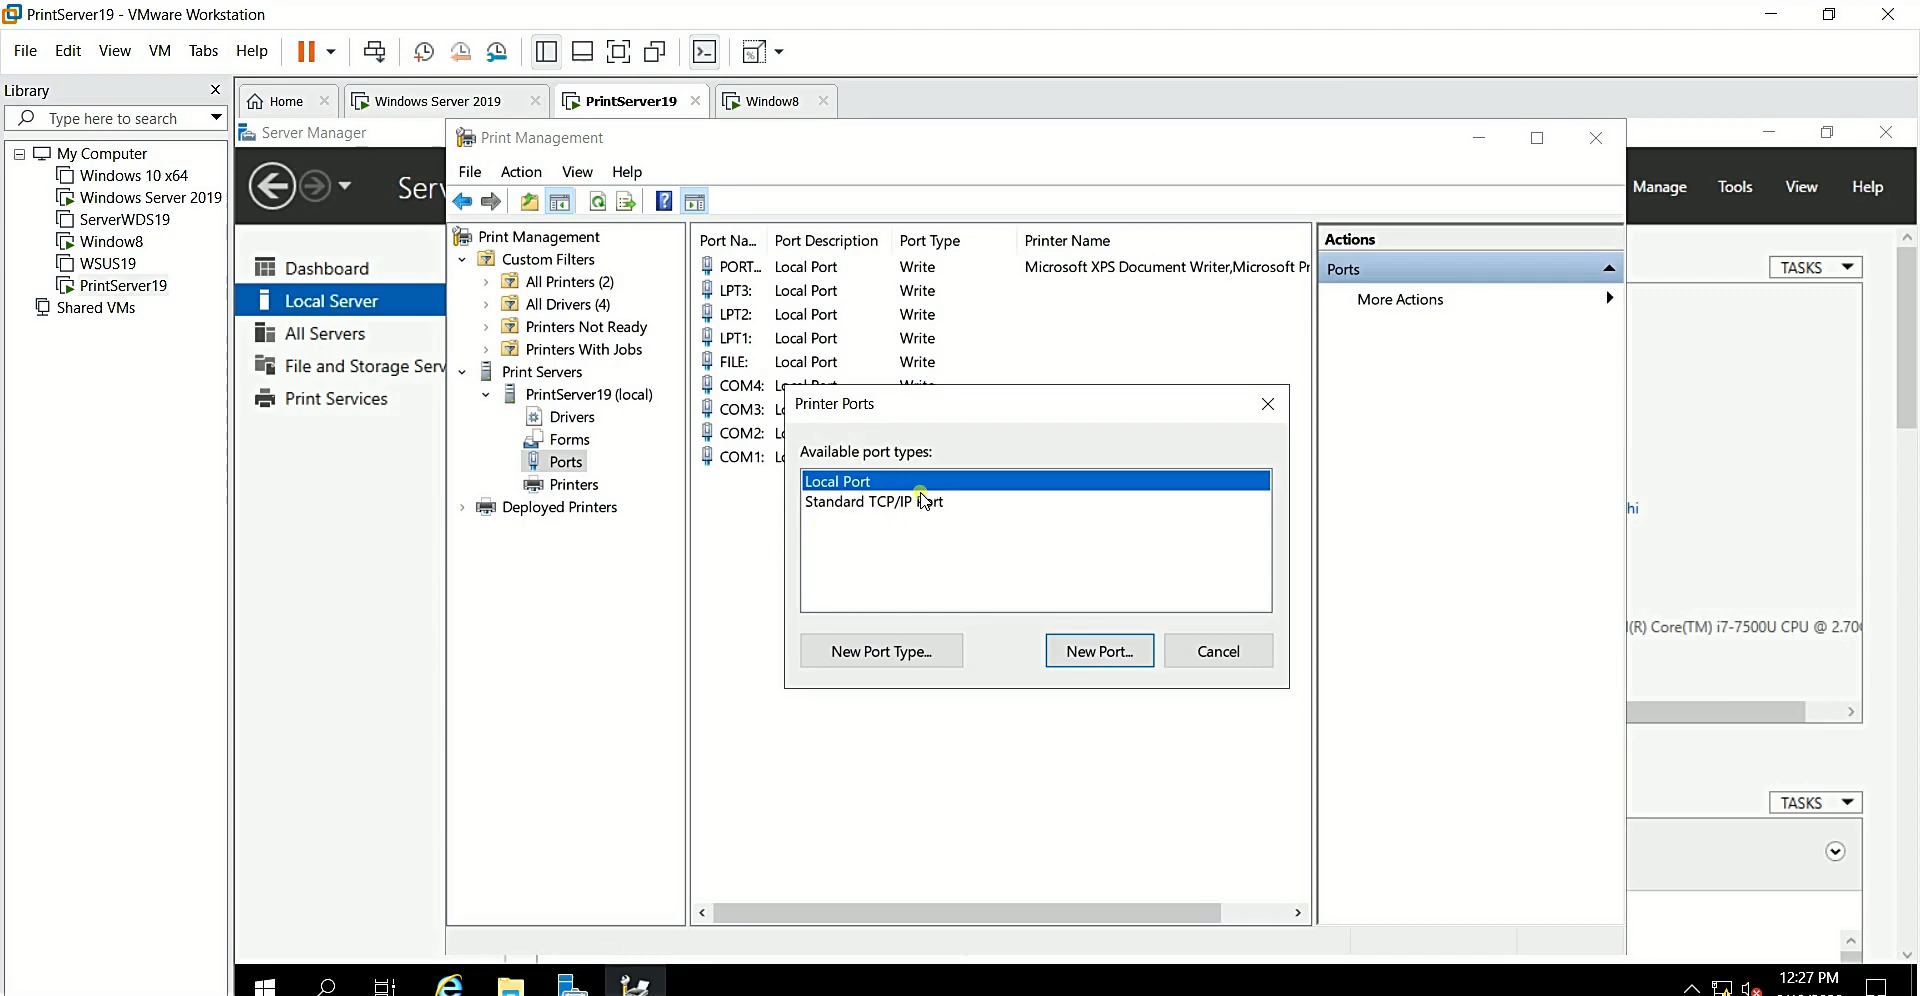 PrintServer19 - VMware Workstation
File Edit View VM Tabs Help
Library
Type here to search
My Computer
Windows 10 x64
Windows Server 2019
ServerWDS19
Window8
WSUS19
PrintServer19
Shared VMs
Home
Windows Server 2019
PrintServer19
Window8
Server Manager
Manage Tools View Help
Dashboard
Local Server
All Servers
File and Storage Serv
Print Services
Print Management
File Action View Help
Print Management
Custom Filters
All Printers (2)
All Drivers (4)
Printers Not Ready
Printers With Jobs
Print Servers
PrintServer19 (local)
Drivers
Forms
Ports
Printers
Deployed Printers
Port Na... Port Description Port Type Printer Name
PORT... Local Port Write Microsoft XPS Document Writer,Microsoft Pr
LPT3: Local Port Write
LPT2: Local Port Write
LPT1: Local Port Write
FILE: Local Port Write
COM4: Local Port Write
COM3:
COM2:
COM1:
Printer Ports
Available port types:
Local Port
Standard TCP/IP Port
New Port Type... New Port... Cancel
Actions
Ports
More Actions
TASKS
hi
(R) Core(TM) i7-7500U CPU @ 2.70
TASKS
12:27 PM